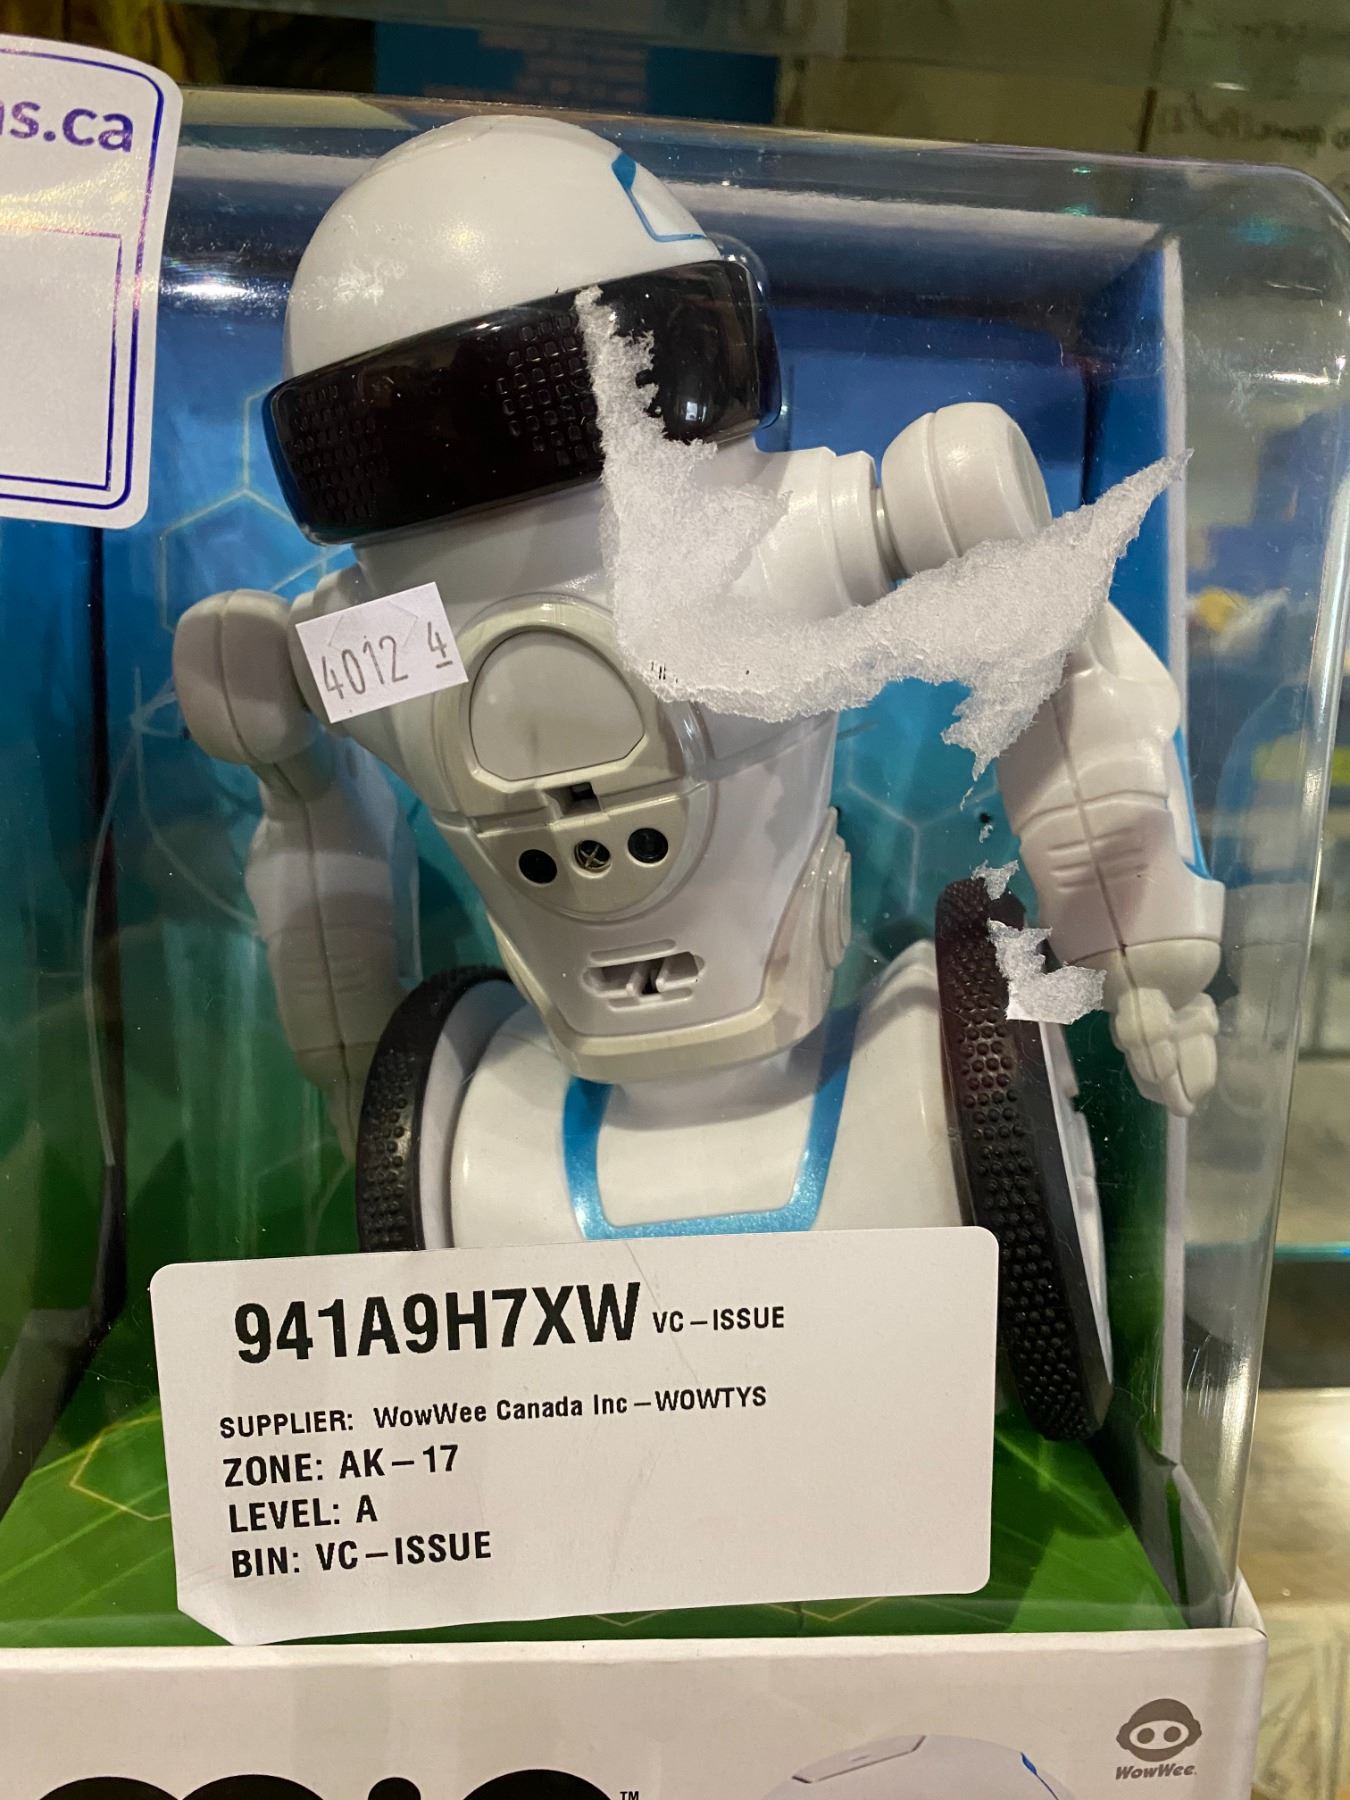 s.ca
4012 4
941A9H7XW VC-ISSUE
SUPPLIER: WowWee Canada Inc-WOWTYS
ZONE: AK-17
LEVEL: A
BIN: VC-ISSUE
WowWee
TM